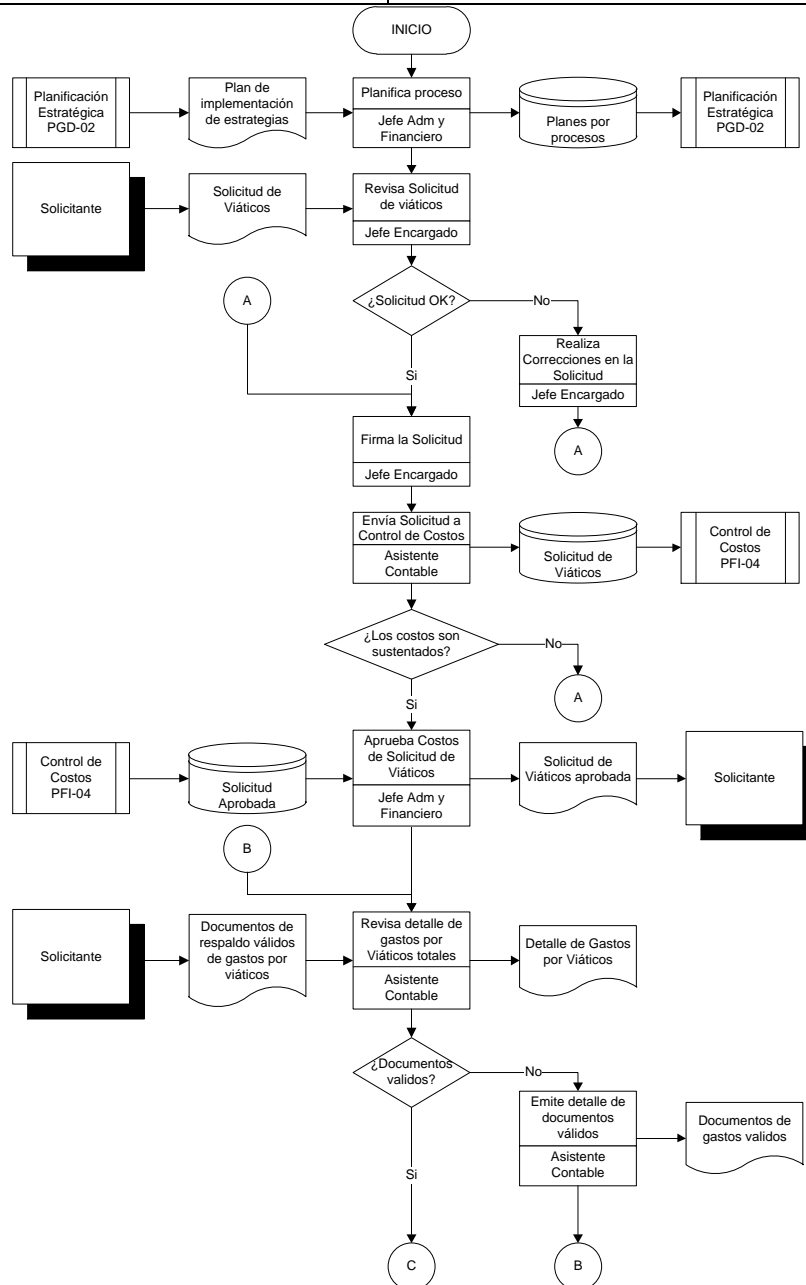 INICIO
Planificación
Estratégica
PGD-02
Plan de
implementación
de estrategias
Planifica proceso
Jefe Adm y
Financiero
Planes por
procesos
Planificación
Estratégica
PGD-02
Solicitante
Solicitud de
Viáticos
Revisa Solicitud
de viáticos
Jefe Encargado
A
¿Solicitud OK?
No
Realiza
Correcciones en la
Solicitud
Jefe Encargado
Si
A
Firma la Solicitud
Jefe Encargado
Envía Solicitud a
Control de Costos
Asistente
Contable
Solicitud de
Viáticos
Control de
Costos
PFI-04
¿Los costos son
sustentados?
No
A
Si
Control de
Costos
PFI-04
Solicitud
Aprobada
Aprueba Costos
de Solicitud de
Viáticos
Jefe Adm y
Financiero
Solicitud de
Viáticos aprobada
Solicitante
B
Solicitante
Documentos de
respaldo válidos
de gastos por
viáticos
Revisa detalle de
gastos por
Viáticos totales
Asistente
Contable
Detalle de Gastos
por Viáticos
¿Documentos
validos?
No
Emite detalle de
documentos
válidos
Asistente
Contable
Documentos de
gastos validos
Si
C
B